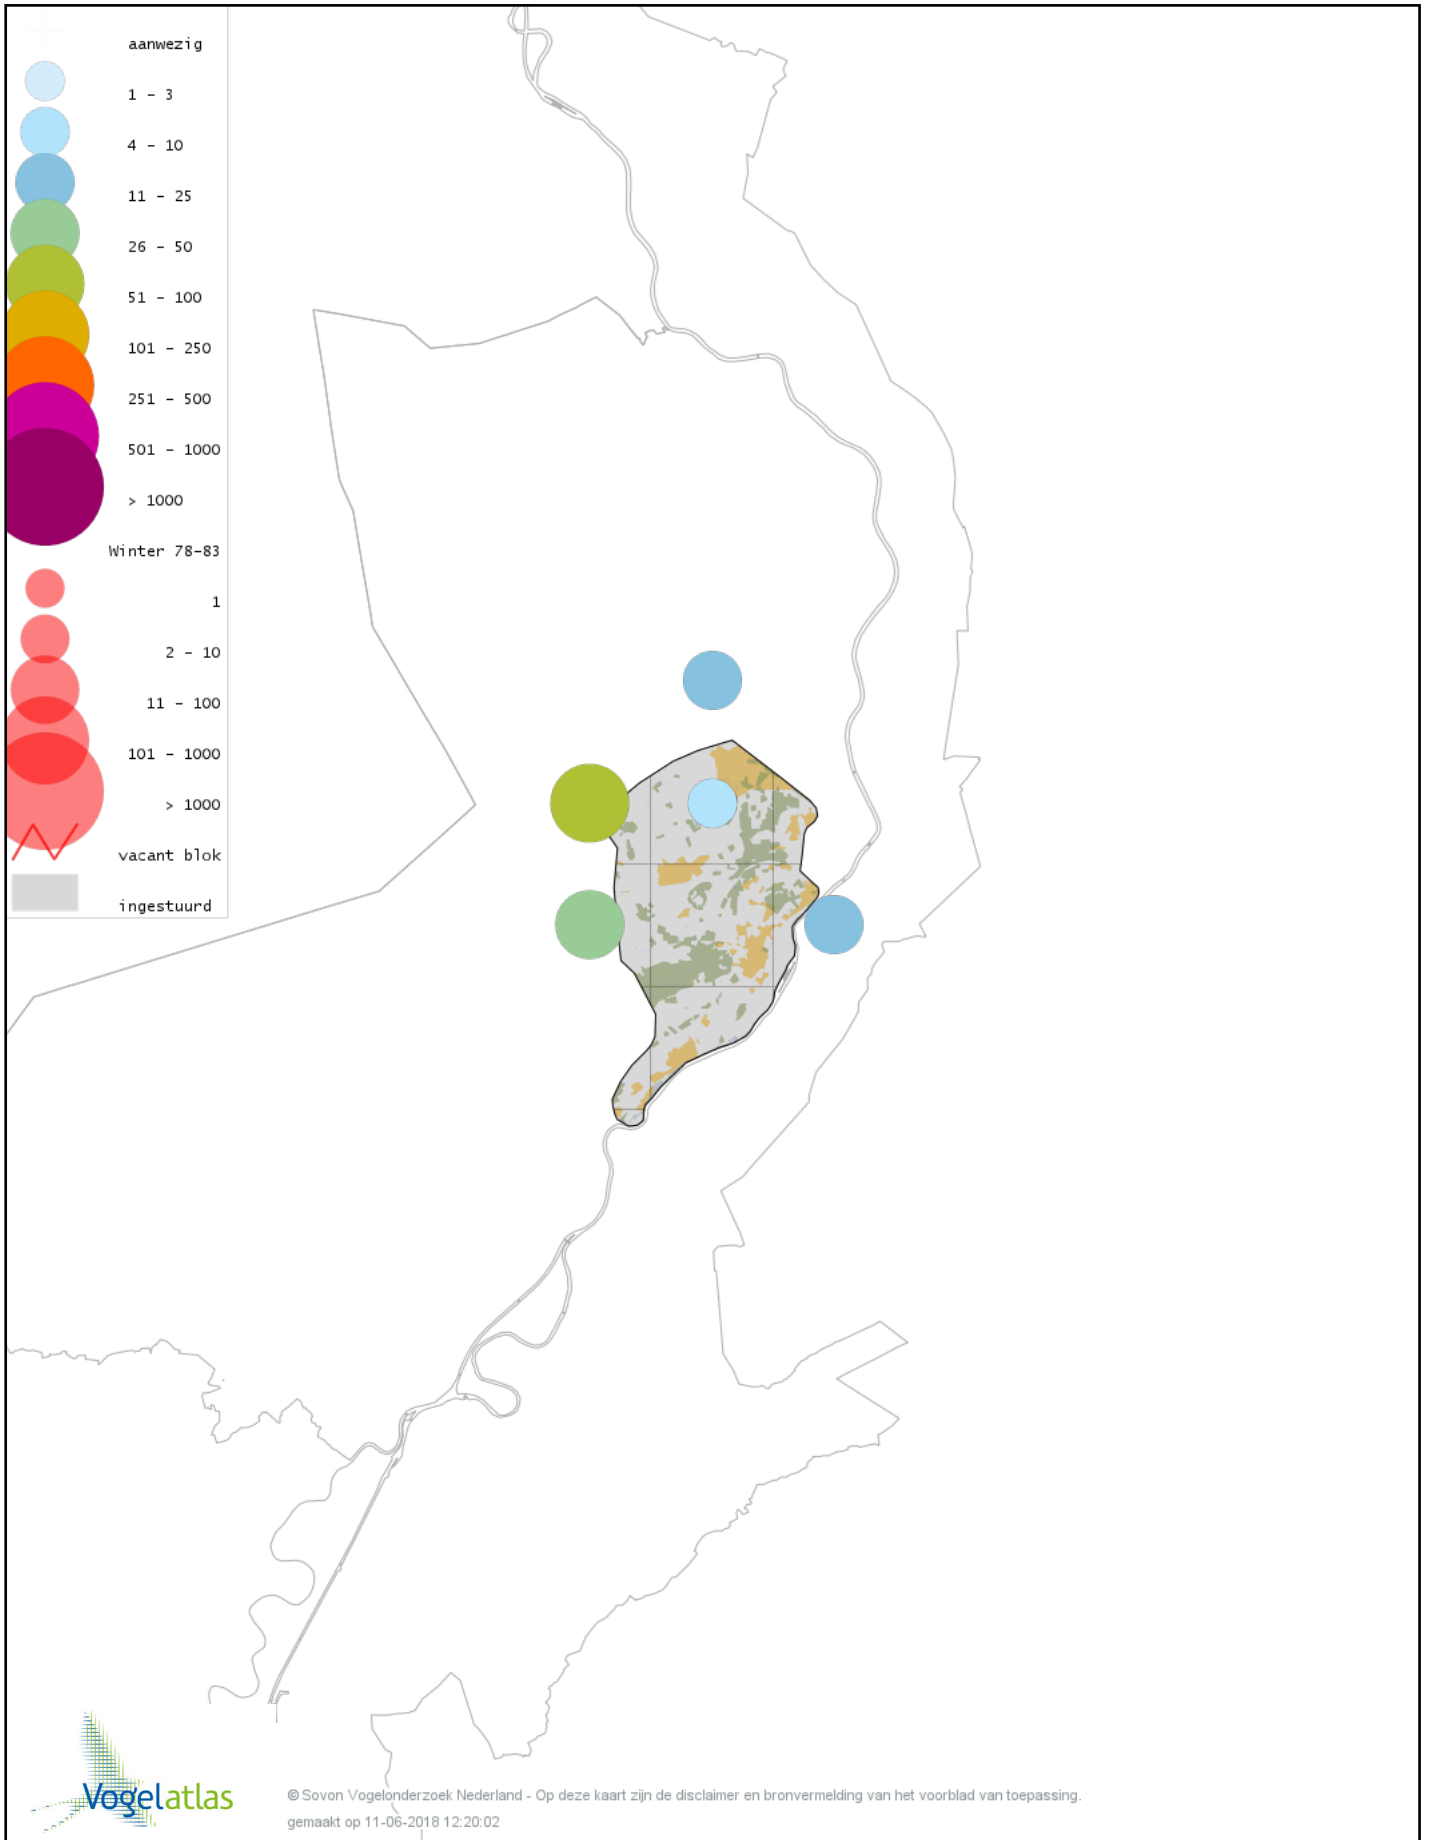 aanwezig
1 - 3
4 - 10
11 - 25
26 - 50
51 - 100
101 - 250
251 - 500
501 - 1000
> 1000
Winter 78-83
1
2 - 10
11 - 100
101 - 1000
> 1000
vacant blok
ingestuurd
Vogelatlas
© Sovon Vogelonderzoek Nederland - Op deze kaart zijn de disclaimer en bronvermelding van het voorblad van toepassing.
gemaakt op 11-06-2018 12:20:02